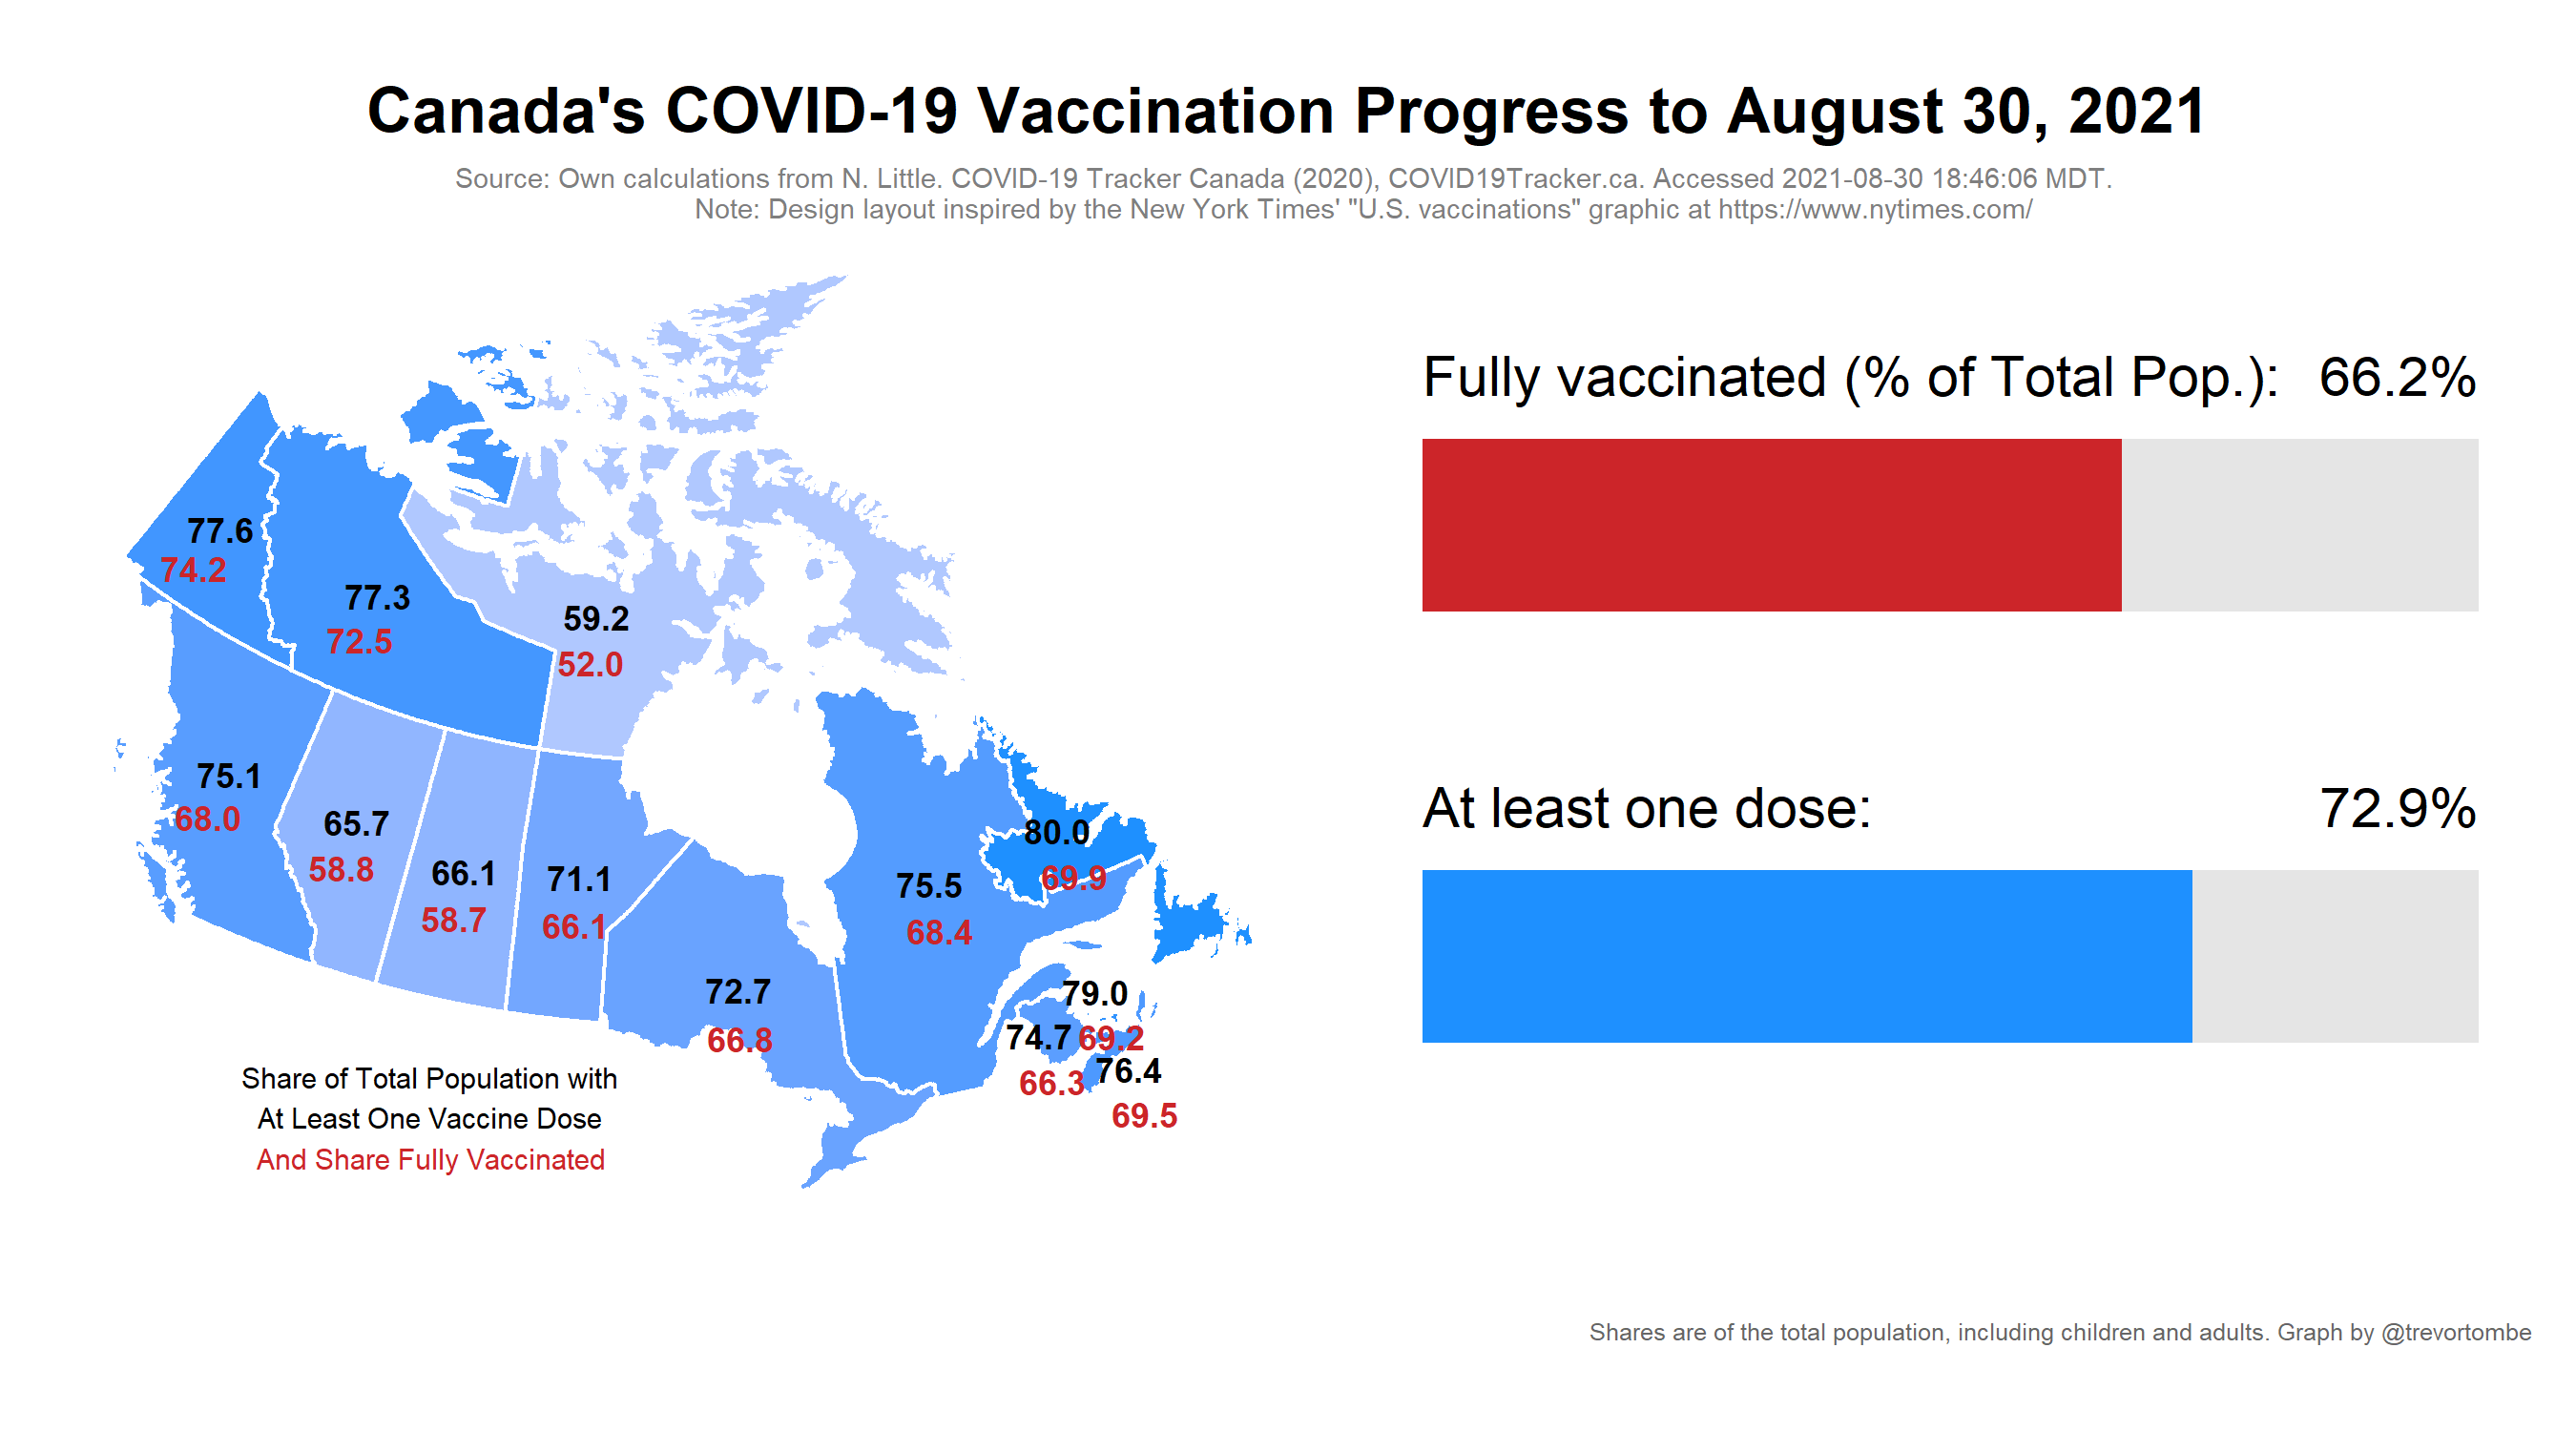 Canada's COVID-19 Vaccination Progress to August 30, 2021
Source: Own calculations from N. Little. COVID-19 Tracker Canada (2020), COVID19Tracker.ca. Accessed 2021-08-30 18:46:06 MDT.
Note: Design layout inspired by the New York Times' "U.S. vaccinations" graphic at https://www.nytimes.com/
77.6
74.2
77.3
72.5
59.2
52.0
75.1
68.0
65.7
58.8
66.1
58.7
71.1
66.1
72.7
66.8
75.5
68.4
80.0
69.9
79.0
69.2
74.7
66.3
76.4
69.5
Share of Total Population with
At Least One Vaccine Dose
And Share Fully Vaccinated
Fully vaccinated (% of Total Pop.): 66.2%
At least one dose: 72.9%
Shares are of the total population, including children and adults. Graph by @trevortombe